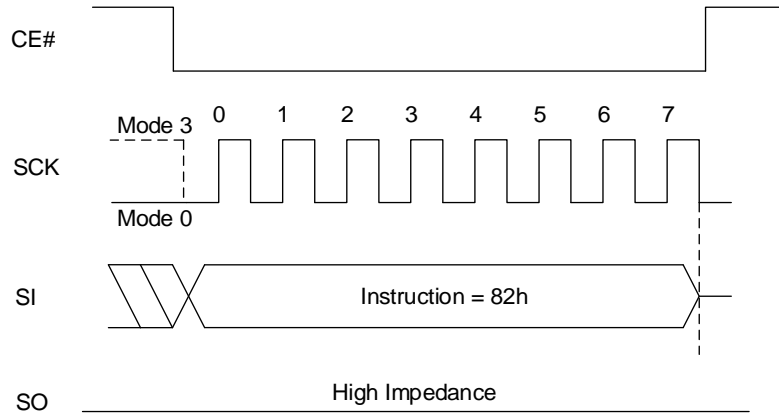 CE#
0 1 2 3 4 5 6 7
Mode 3
SCK
Mode 0
SI
Instruction = 82h
SO
High Impedance